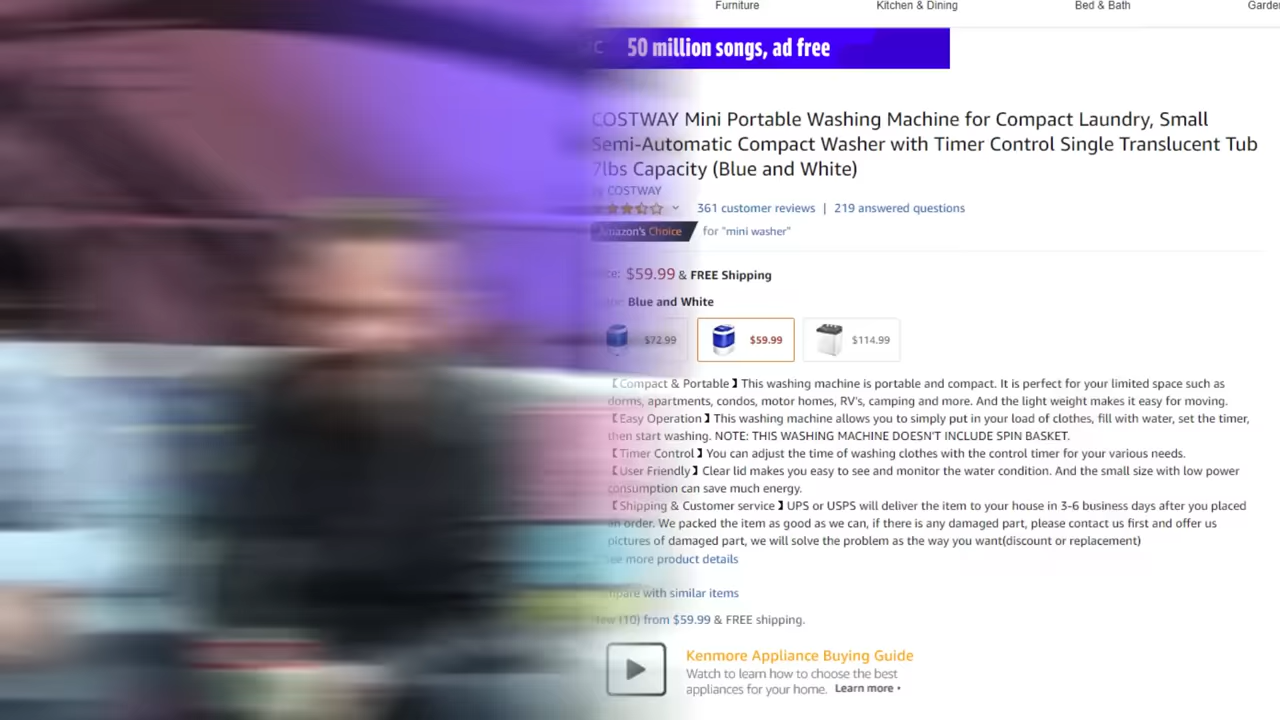 Furniture
Kitchen & Dining
Bed & Bath
50 million songs, ad free
COSTWAY Mini Portable Washing Machine for Compact Laundry, Small
Semi-Automatic Compact Washer with Timer Control Single Translucent Tub
7lbs Capacity (Blue and White)
COSTWAY
361 customer reviews | 219 answered questions
Amazon's Choice for "mini washer"
$59.99 & FREE Shipping
Blue and White
$72.99 $59.99 $114.99
【Compact & Portable】This washing machine is portable and compact. It is perfect for your limited space such as
dorms, apartments, condos, motor homes, RV's, camping and more. And the light weight makes it easy for moving.
【Easy Operation】This washing machine allows you to simply put in your load of clothes, fill with water, set the timer,
then start washing. NOTE: THIS WASHING MACHINE DOESN'T INCLUDE SPIN BASKET.
【Timer Control】You can adjust the time of washing clothes with the control timer for your various needs.
【User Friendly】Clear lid makes you easy to see and monitor the water condition. And the small size with low power
consumption can save much energy.
【Shipping & Customer service】UPS or USPS will deliver the item to your house in 3-6 business days after you placed
an order. We packed the item as good as we can, if there is any damaged part, please contact us first and offer us
pictures of damaged part, we will solve the problem as the way you want(discount or replacement)
See more product details
with similar items
New (10) from $59.99 & FREE shipping.
Kenmore Appliance Buying Guide
Watch to learn how to choose the best
appliances for your home. Learn more